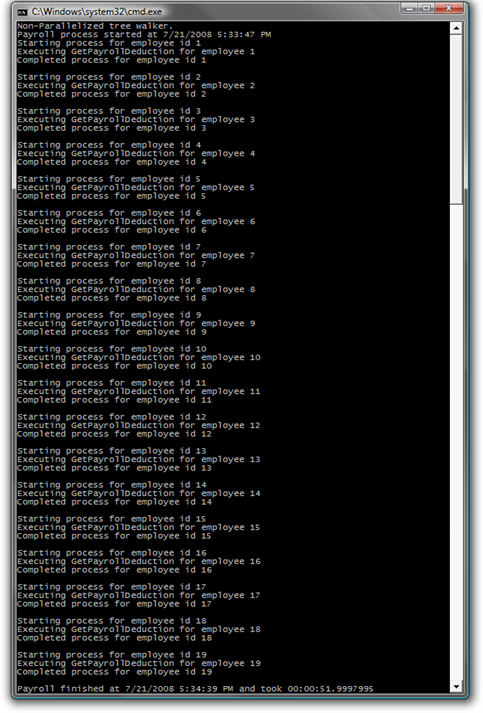 C:\Windows\system32\cmd.exe
Non-Parallelized tree walker.
Payroll process started at 7/21/2008 5:33:47 PM
Starting process for employee id 1
Executing GetPayrollDeduction for employee 1
Completed process for employee id 1
Starting process for employee id 2
Executing GetPayrollDeduction for employee 2
Completed process for employee id 2
Starting process for employee id 3
Executing GetPayrollDeduction for employee 3
Completed process for employee id 3
Starting process for employee id 4
Executing GetPayrollDeduction for employee 4
Completed process for employee id 4
Starting process for employee id 5
Executing GetPayrollDeduction for employee 5
Completed process for employee id 5
Starting process for employee id 6
Executing GetPayrollDeduction for employee 6
Completed process for employee id 6
Starting process for employee id 7
Executing GetPayrollDeduction for employee 7
Completed process for employee id 7
Starting process for employee id 8
Executing GetPayrollDeduction for employee 8
Completed process for employee id 8
Starting process for employee id 9
Executing GetPayrollDeduction for employee 9
Completed process for employee id 9
Starting process for employee id 10
Executing GetPayrollDeduction for employee 10
Completed process for employee id 10
Starting process for employee id 11
Executing GetPayrollDeduction for employee 11
Completed process for employee id 11
Starting process for employee id 12
Executing GetPayrollDeduction for employee 12
Completed process for employee id 12
Starting process for employee id 13
Executing GetPayrollDeduction for employee 13
Completed process for employee id 13
Starting process for employee id 14
Executing GetPayrollDeduction for employee 14
Completed process for employee id 14
Starting process for employee id 15
Executing GetPayrollDeduction for employee 15
Completed process for employee id 15
Starting process for employee id 16
Executing GetPayrollDeduction for employee 16
Completed process for employee id 16
Starting process for employee id 17
Executing GetPayrollDeduction for employee 17
Completed process for employee id 17
Starting process for employee id 18
Executing GetPayrollDeduction for employee 18
Completed process for employee id 18
Starting process for employee id 19
Executing GetPayrollDeduction for employee 19
Completed process for employee id 19
Payroll finished at 7/21/2008 5:34:39 PM and took 00:00:51.9997995